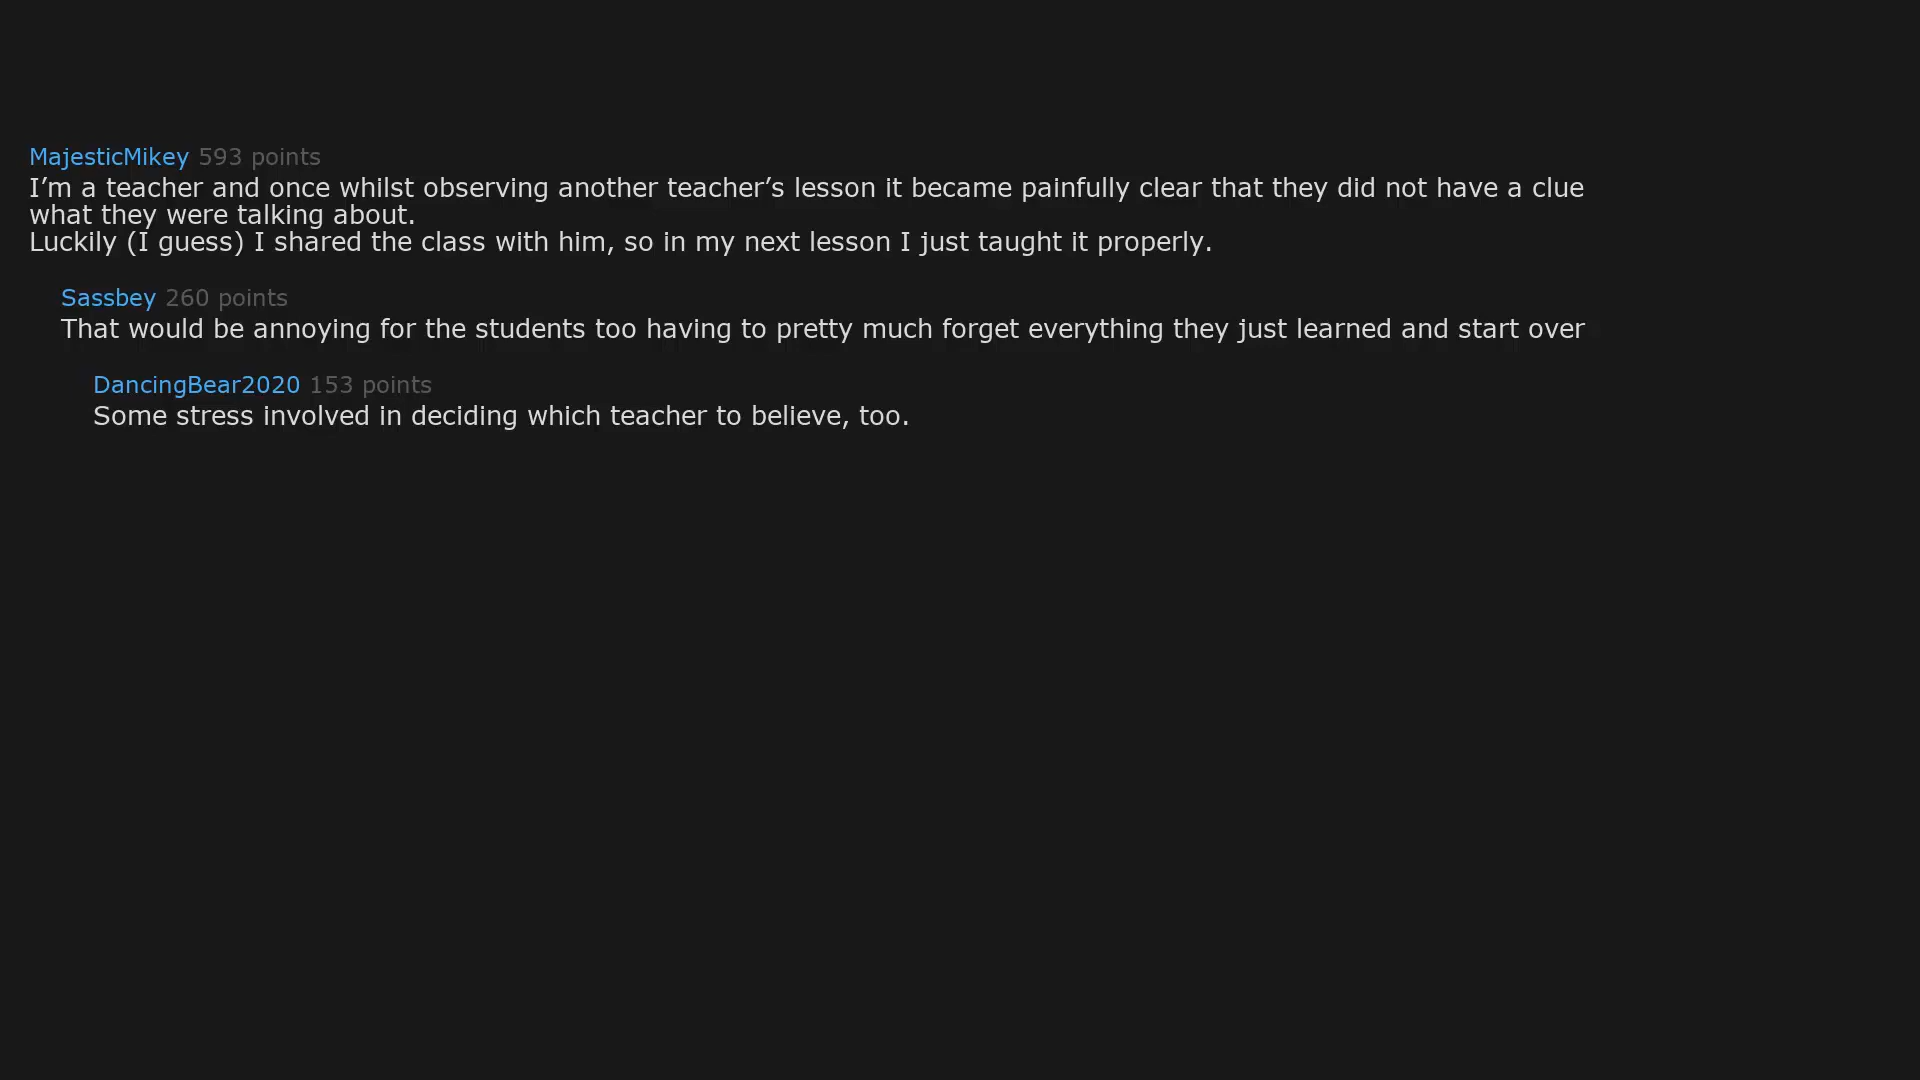 MajesticMikey 593 points
I’m a teacher and once whilst observing another teacher’s lesson it became painfully clear that they did not have a clue
what they were talking about.
Luckily (I guess) I shared the class with him, so in my next lesson I just taught it properly.
Sassbey 260 points
That would be annoying for the students too having to pretty much forget everything they just learned and start over
DancingBear2020 153 points
Some stress involved in deciding which teacher to believe, too.